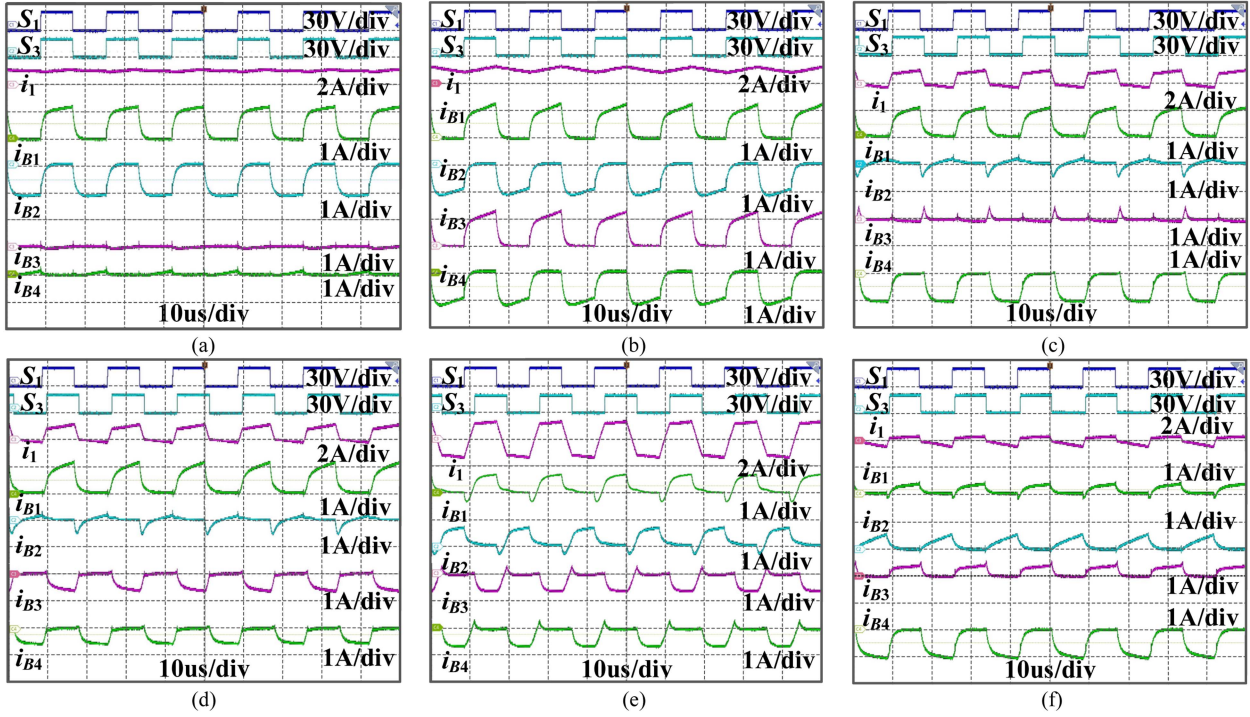 S1 30V/div
S3 30V/div
i1 2A/div
iB1 1A/div
iB2 1A/div
iB3 1A/div
iB4 1A/div
10us/div
(a)
S1 30V/div
S3 30V/div
i1 2A/div
iB1 1A/div
iB2 1A/div
iB3 1A/div
iB4 1A/div
10us/div
(b)
S1 30V/div
S3 30V/div
i1 2A/div
iB1 1A/div
iB2 1A/div
iB3 1A/div
iB4 1A/div
10us/div
(c)
S1 30V/div
S3 30V/div
i1 2A/div
iB1 1A/div
iB2 1A/div
iB3 1A/div
iB4 1A/div
10us/div
(d)
S1 30V/div
S3 30V/div
i1 2A/div
iB1 1A/div
iB2 1A/div
iB3 1A/div
iB4 1A/div
10us/div
(e)
S1 30V/div
S3 30V/div
i1 2A/div
iB1 1A/div
iB2 1A/div
iB3 1A/div
iB4 1A/div
10us/div
(f)